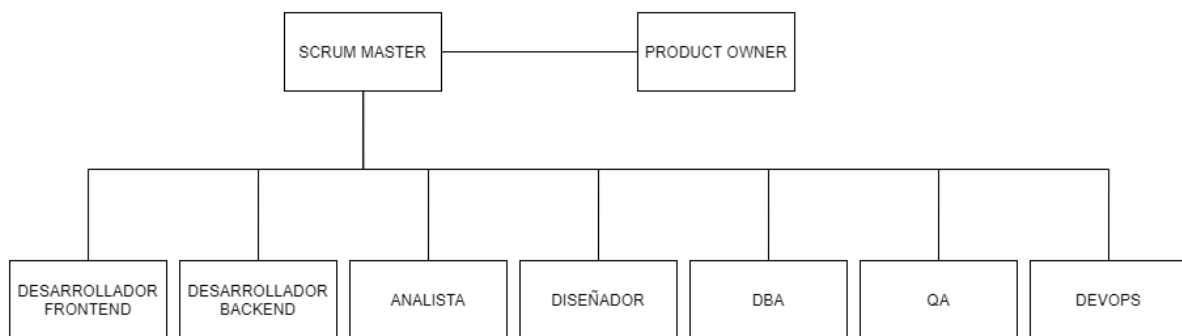 SCRUM MASTER
PRODUCT OWNER
DESARROLLADOR
FRONTEND
DESARROLLADOR
BACKEND
ANALISTA
DISEÑADOR
DBA
QA
DEVOPS